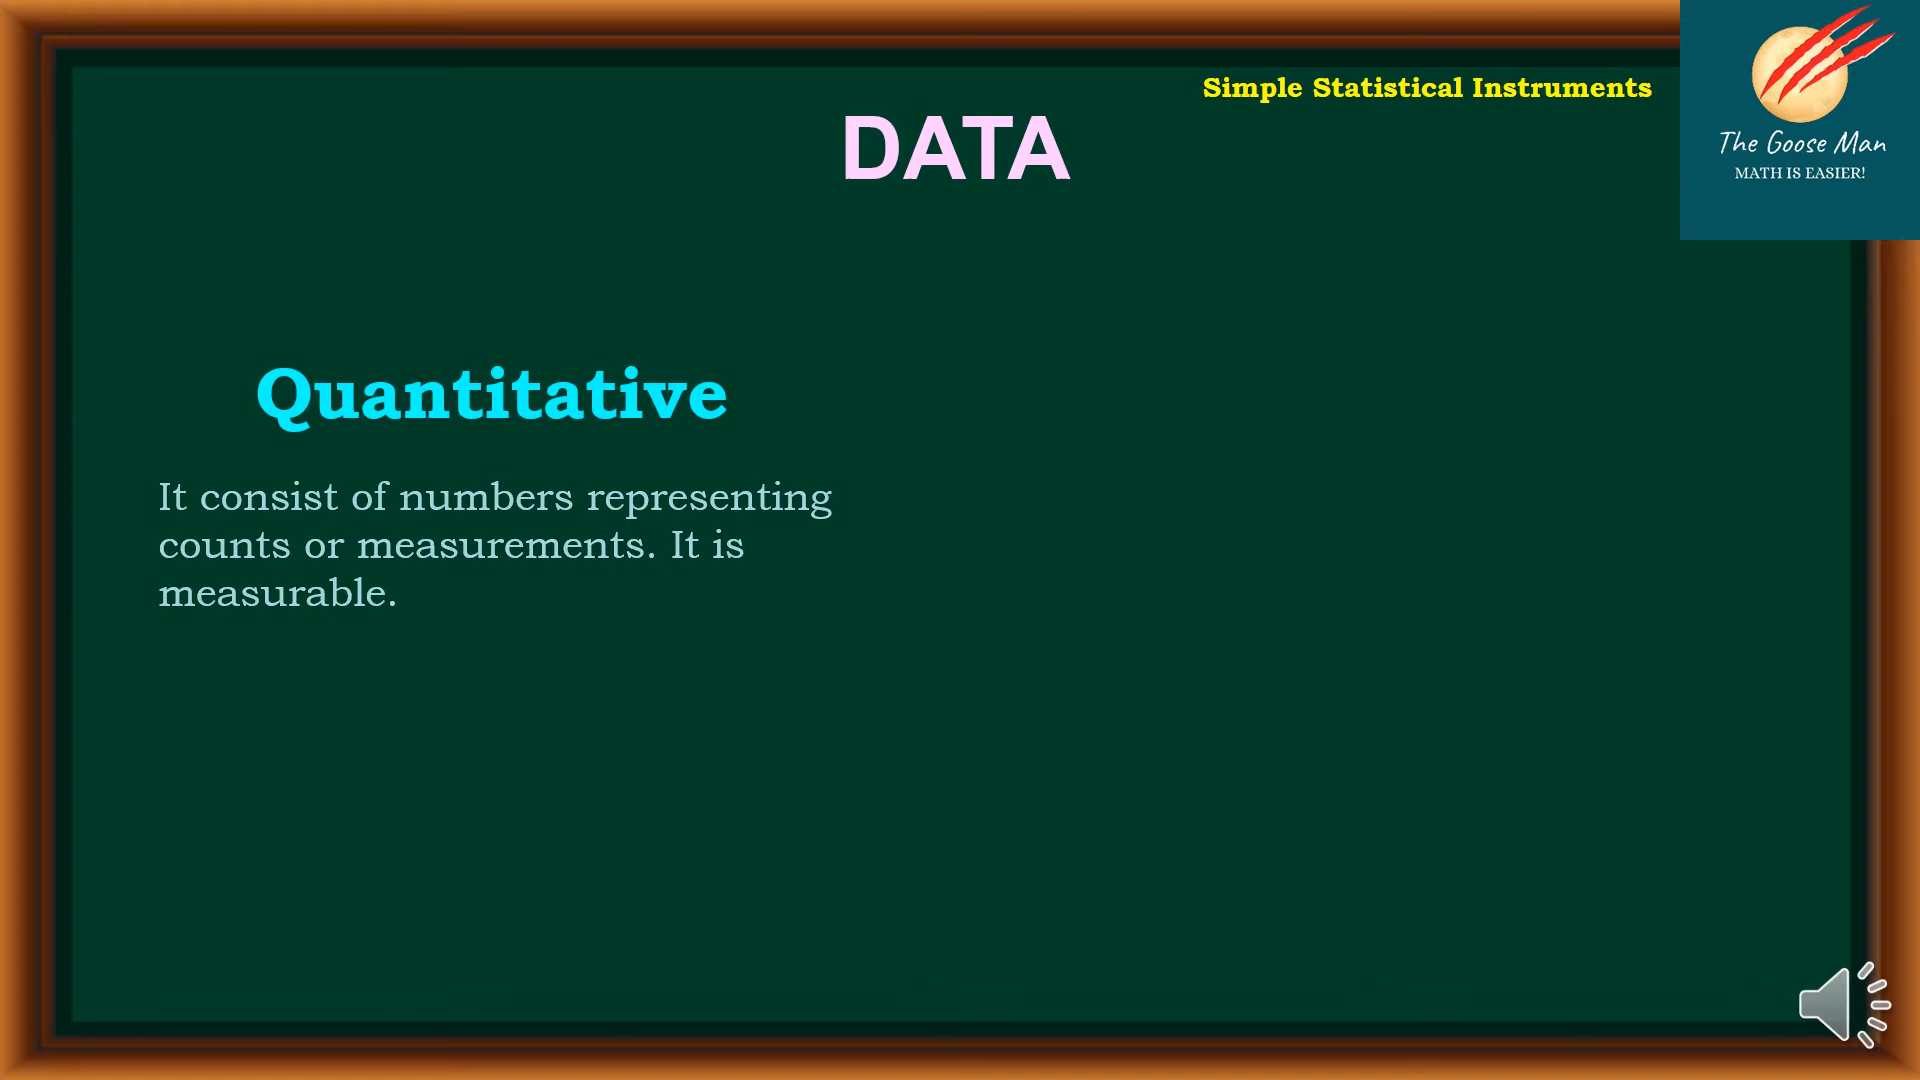 Simple Statistical Instruments
DATA
The Goose Man
MATH IS EASIER!
Quantitative
It consist of numbers representing
counts or measurements. It is
measurable.